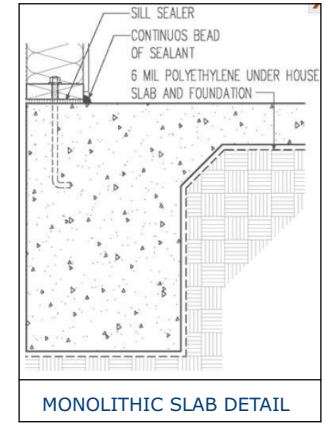 SILL SEALER
CONTINUOS BEAD
OF SEALANT
6 MIL POLYETHYLENE UNDER HOUSE
SLAB AND FOUNDATION
MONOLITHIC SLAB DETAIL